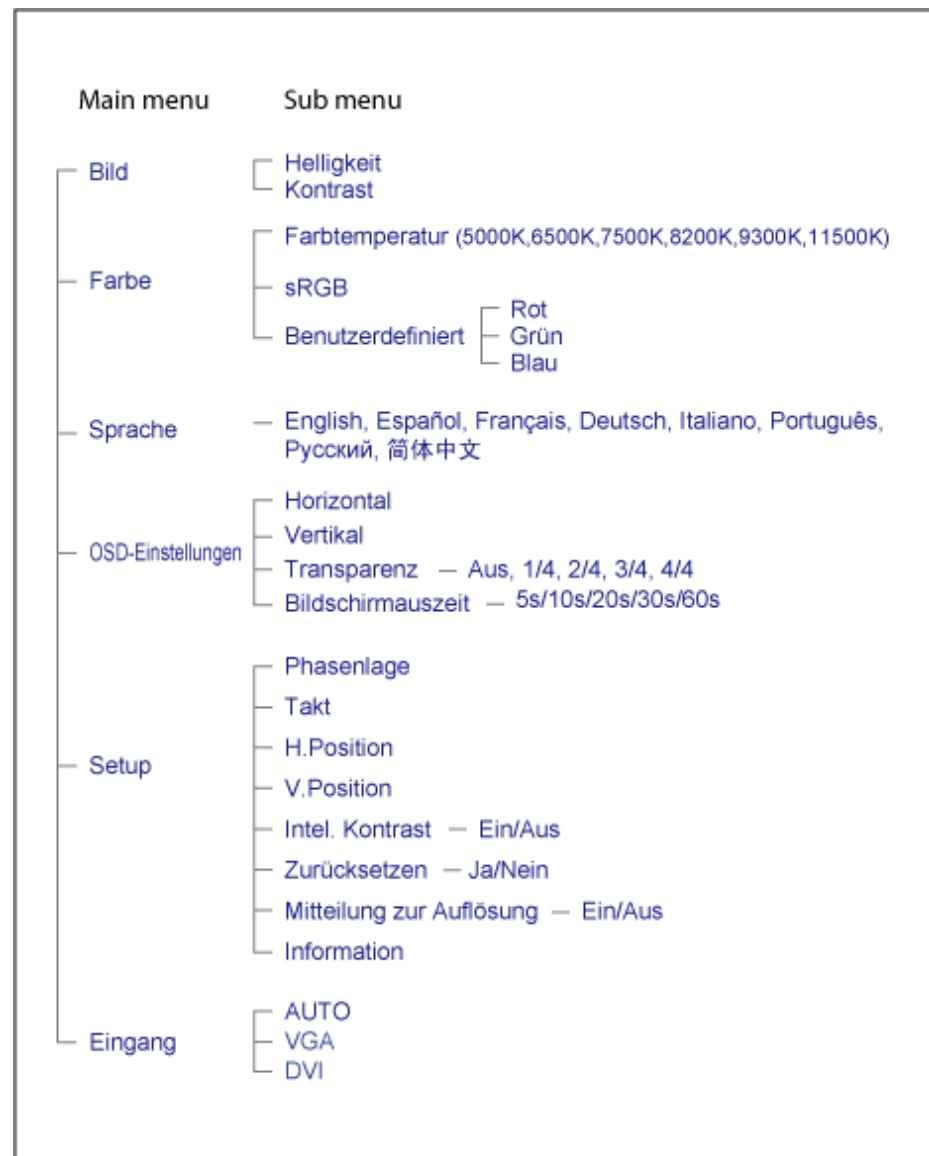 Main menu Sub menu
Bild
Helligkeit
Kontrast
Farbe
Farbtemperatur (5000K,6500K,7500K,8200K,9300K,11500K)
sRGB
Benutzerdefiniert
Rot
Grün
Blau
Sprache
English, Español, Français, Deutsch, Italiano, Português,
Русский, 简体中文
OSD-Einstellungen
Horizontal
Vertikal
Transparenz — Aus, 1/4, 2/4, 3/4, 4/4
Bildschirmauszeit — 5s/10s/20s/30s/60s
Setup
Phasenlage
Takt
H.Position
V.Position
Intel. Kontrast — Ein/Aus
Zurücksetzen — Ja/Nein
Mitteilung zur Auflösung — Ein/Aus
Information
Eingang
AUTO
VGA
DVI